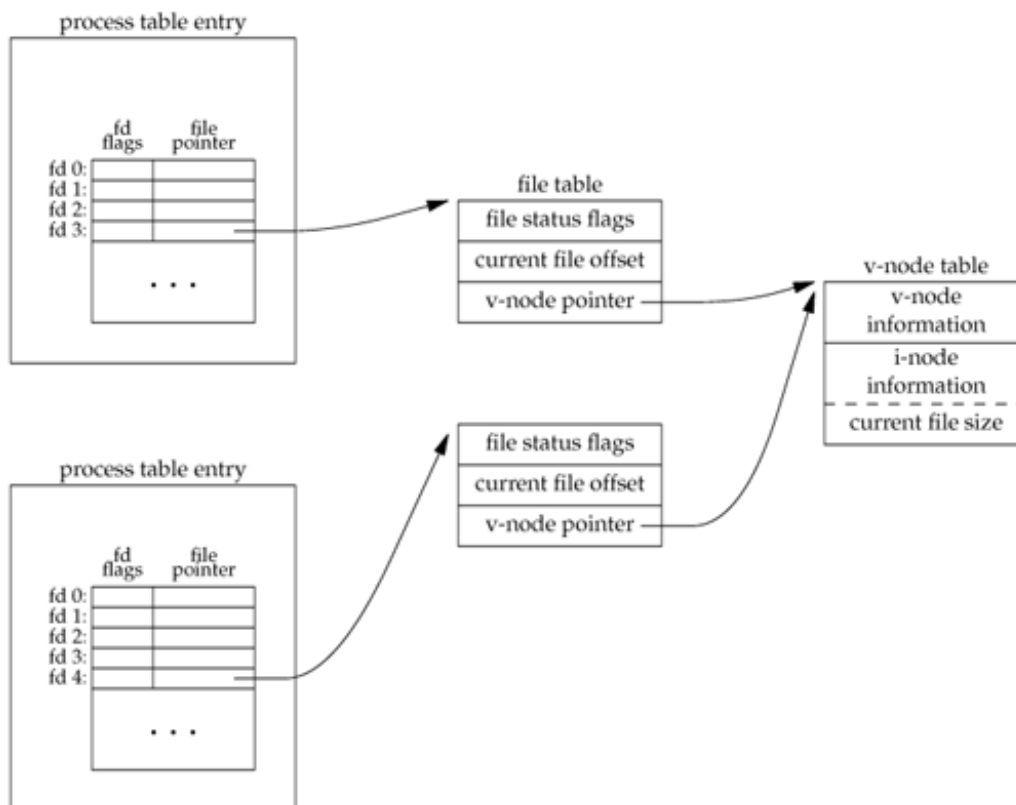 process table entry
fd
flags
file
pointer
fd 0:
fd 1:
fd 2:
fd 3:
. . .
file table
file status flags
current file offset
v-node pointer
v-node table
v-node
information
i-node
information
current file size
file status flags
current file offset
v-node pointer
process table entry
fd
flags
file
pointer
fd 0:
fd 1:
fd 2:
fd 3:
fd 4:
. . .